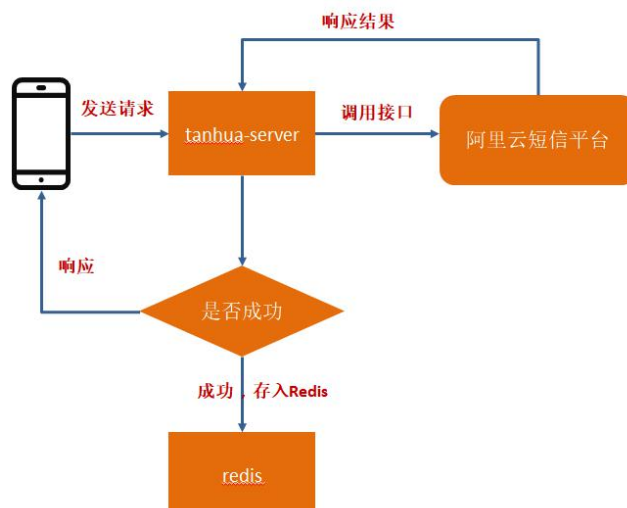 响应结果
发送请求
tanhua-server
调用接口
阿里云短信平台
响应
是否成功
成功，存入Redis
redis